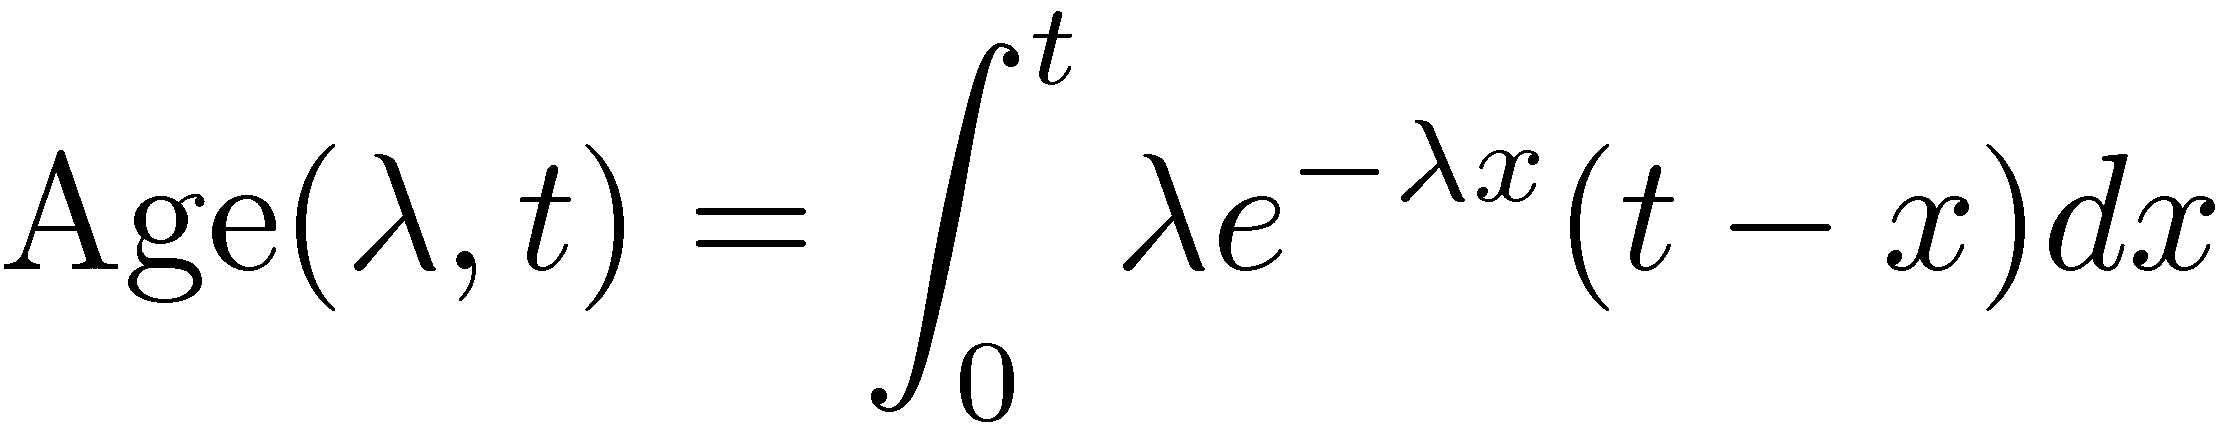 Age(λ, t) = ∫₀ᵗ λe⁻λx(t − x)dx